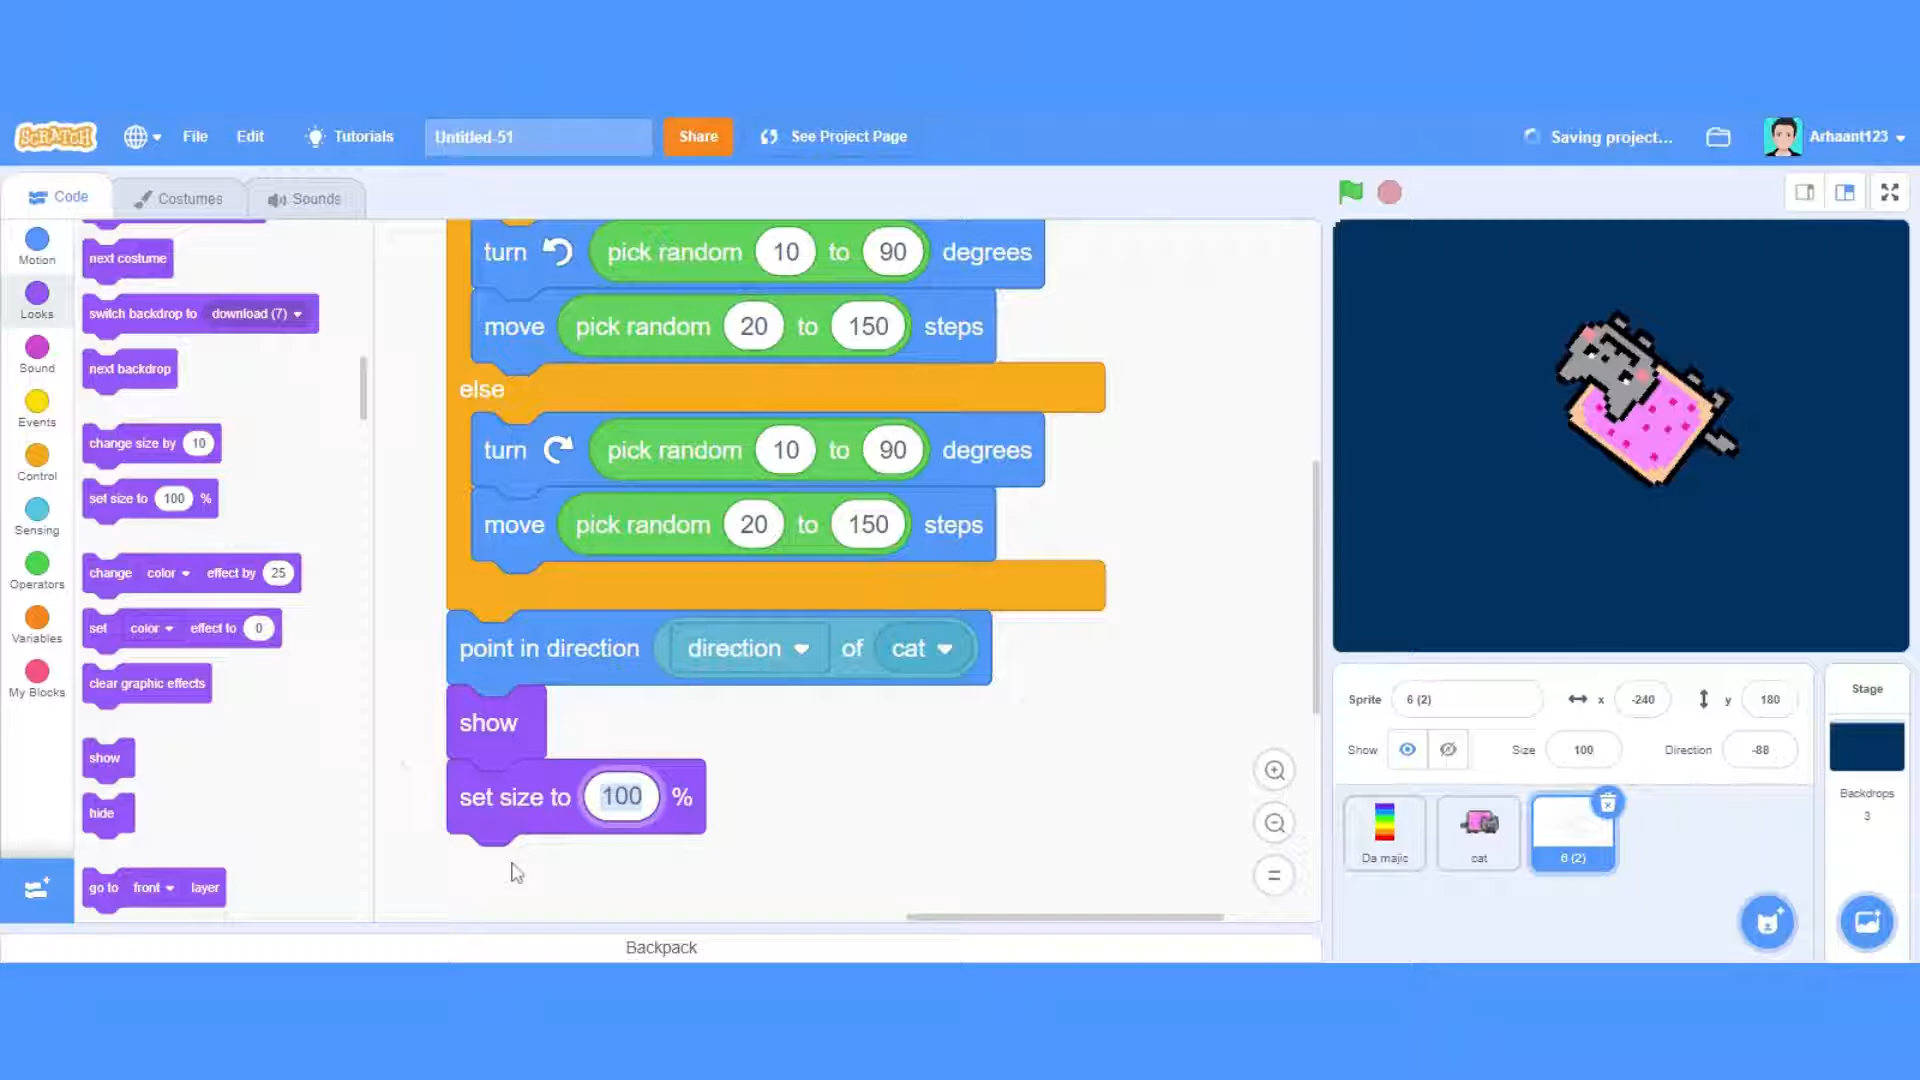 SCRATCH File Edit Tutorials Untitled-51 Share See Project Page Saving project... Arhaant123
Code Costumes Sounds
Motion
Looks
Sound
Events
Control
Sensing
Operators
Variables
My Blocks
next costume
switch backdrop to download (7)
next backdrop
change size by 10
set size to 100 %
change color effect by 25
set color effect to 0
clear graphic effects
show
hide
go to front layer
turn pick random 10 to 90 degrees
move pick random 20 to 150 steps
else
turn pick random 10 to 90 degrees
move pick random 20 to 150 steps
point in direction direction of cat
show
set size to 100 %
Backpack
Sprite 6 (2) x -240 y 180
Show Size 100 Direction -88
Da majic cat 6 (2)
Stage
Backdrops
3